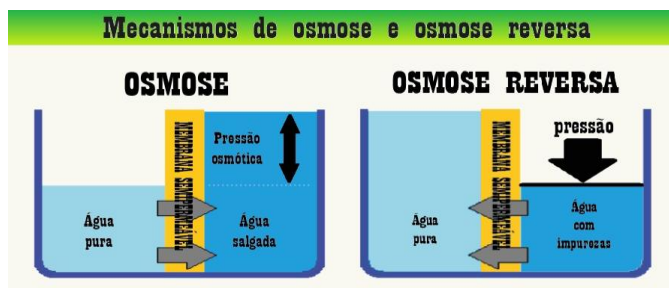 Mecanismos de osmose e osmose reversa
OSMOSE
Água
pura
MEMBRANA SEMIPERMEÁVEL
Pressão
osmótica
Água
salgada
OSMOSE REVERSA
Água
pura
MEMBRANA SEMIPERMEÁVEL
pressão
Água
com
impurezas